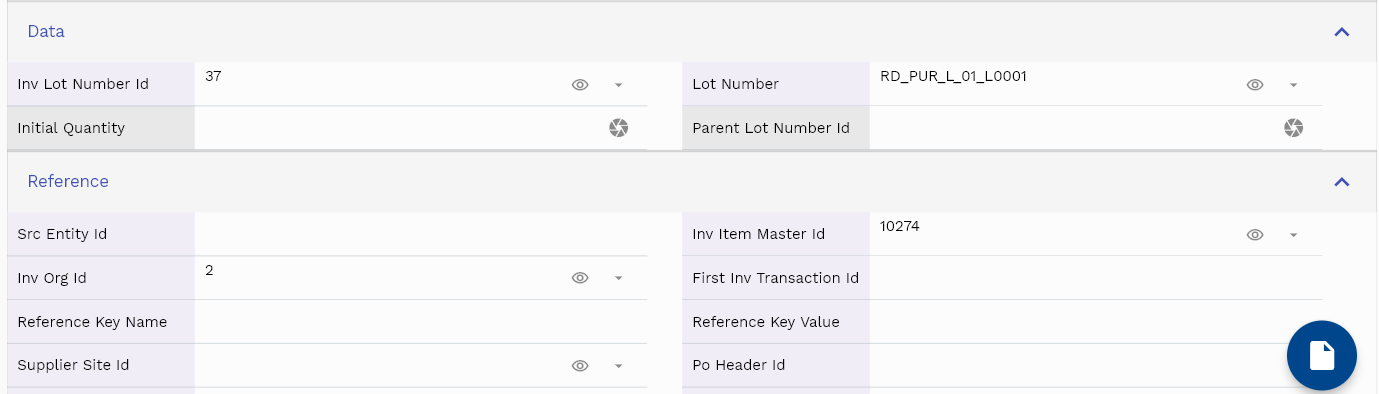 Data
Inv Lot Number Id 37 Lot Number RD_PUR_L_01_L0001
Initial Quantity Parent Lot Number Id
Reference
Src Entity Id Inv Item Master Id 10274
Inv Org Id 2 First Inv Transaction Id
Reference Key Name Reference Key Value
Supplier Site Id Po Header Id